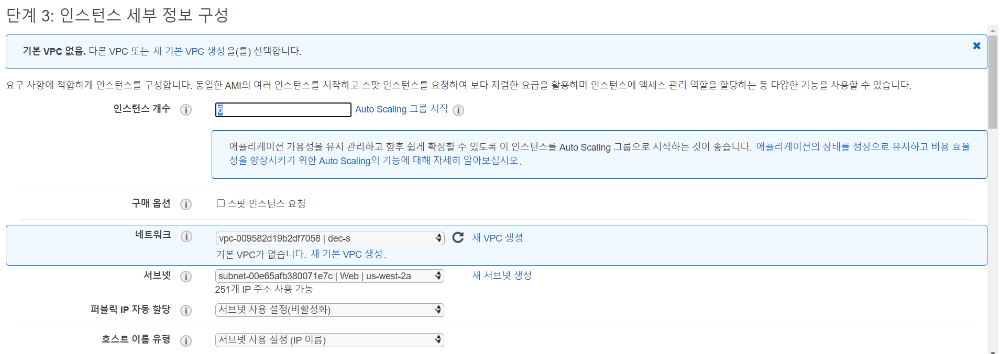 단계 3: 인스턴스 세부 정보 구성
기본 VPC 없음. 다른 VPC 또는 새 기본 VPC 생성을(를) 선택합니다.
요구 사항에 적합하게 인스턴스를 구성합니다. 동일한 AMI의 여러 인스턴스를 시작하고 스팟 인스턴스를 요청하여 보다 저렴한 요금을 활용하며 인스턴스에 액세스 관리 역할을 할당하는 등 다양한 기능을 사용할 수 있습니다.
인스턴스 개수 6 Auto Scaling 그룹 시작
애플리케이션 가용성을 유지 관리하고 향후 쉽게 확장할 수 있도록 이 인스턴스를 Auto Scaling 그룹으로 시작하는 것이 좋습니다. 애플리케이션의 상태를 정상으로 유지하고 비용 효율
성을 향상시키기 위한 Auto Scaling의 기능에 대해 자세히 알아보십시오.
구매 옵션 스팟 인스턴스 요청
네트워크 vpc-009582d19b2df7058 | dec-s 새 VPC 생성
기본 VPC가 없습니다. 새 기본 VPC 생성.
서브넷 subnet-00e65afb380071e7c | Web | us-west-2a 새 서브넷 생성
251개 IP 주소 사용 가능
퍼블릭 IP 자동 할당 서브넷 사용 설정(비활성화)
호스트 이름 유형 서브넷 사용 설정 (IP 이름)